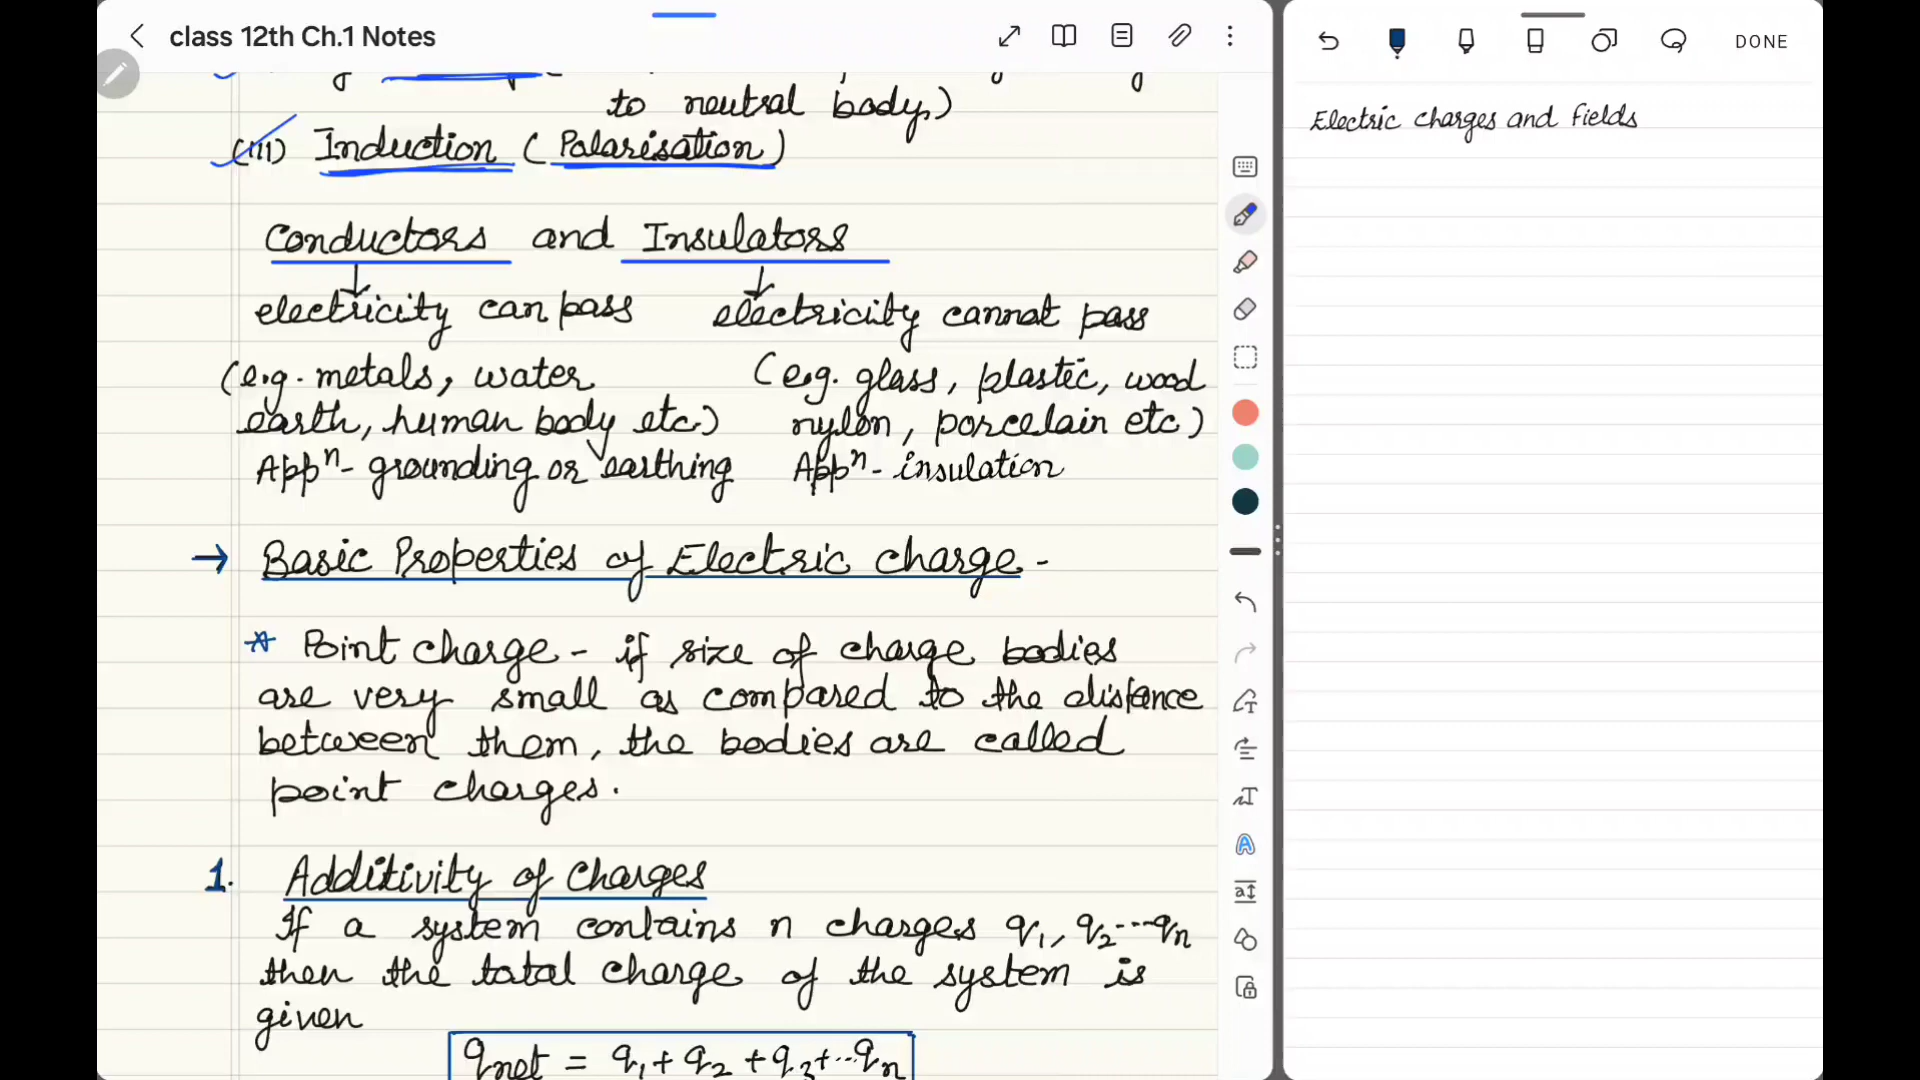 class 12th Ch.1 Notes
to neutral body)
(iii) Induction (Polarisation)
Conductors and Insulators
electricity can pass electricity cannot pass
(e.g. metals, water (e.g. glass, plastic, wood
earth, human body etc.) nylon, porcelain etc)
Appⁿ- grounding or earthing Appⁿ- insulation
→ Basic Properties of Electric charge -
* Point charge - if size of charge bodies
are very small as compared to the distance
between them, the bodies are called
point charges.
1. Additivity of Charges
If a system contains n charges q₁, q₂---qₙ
then the total charge of the system is
given
qnet = q₁ + q₂ + q₃+...qₙ
DONE
Electric charges and fields